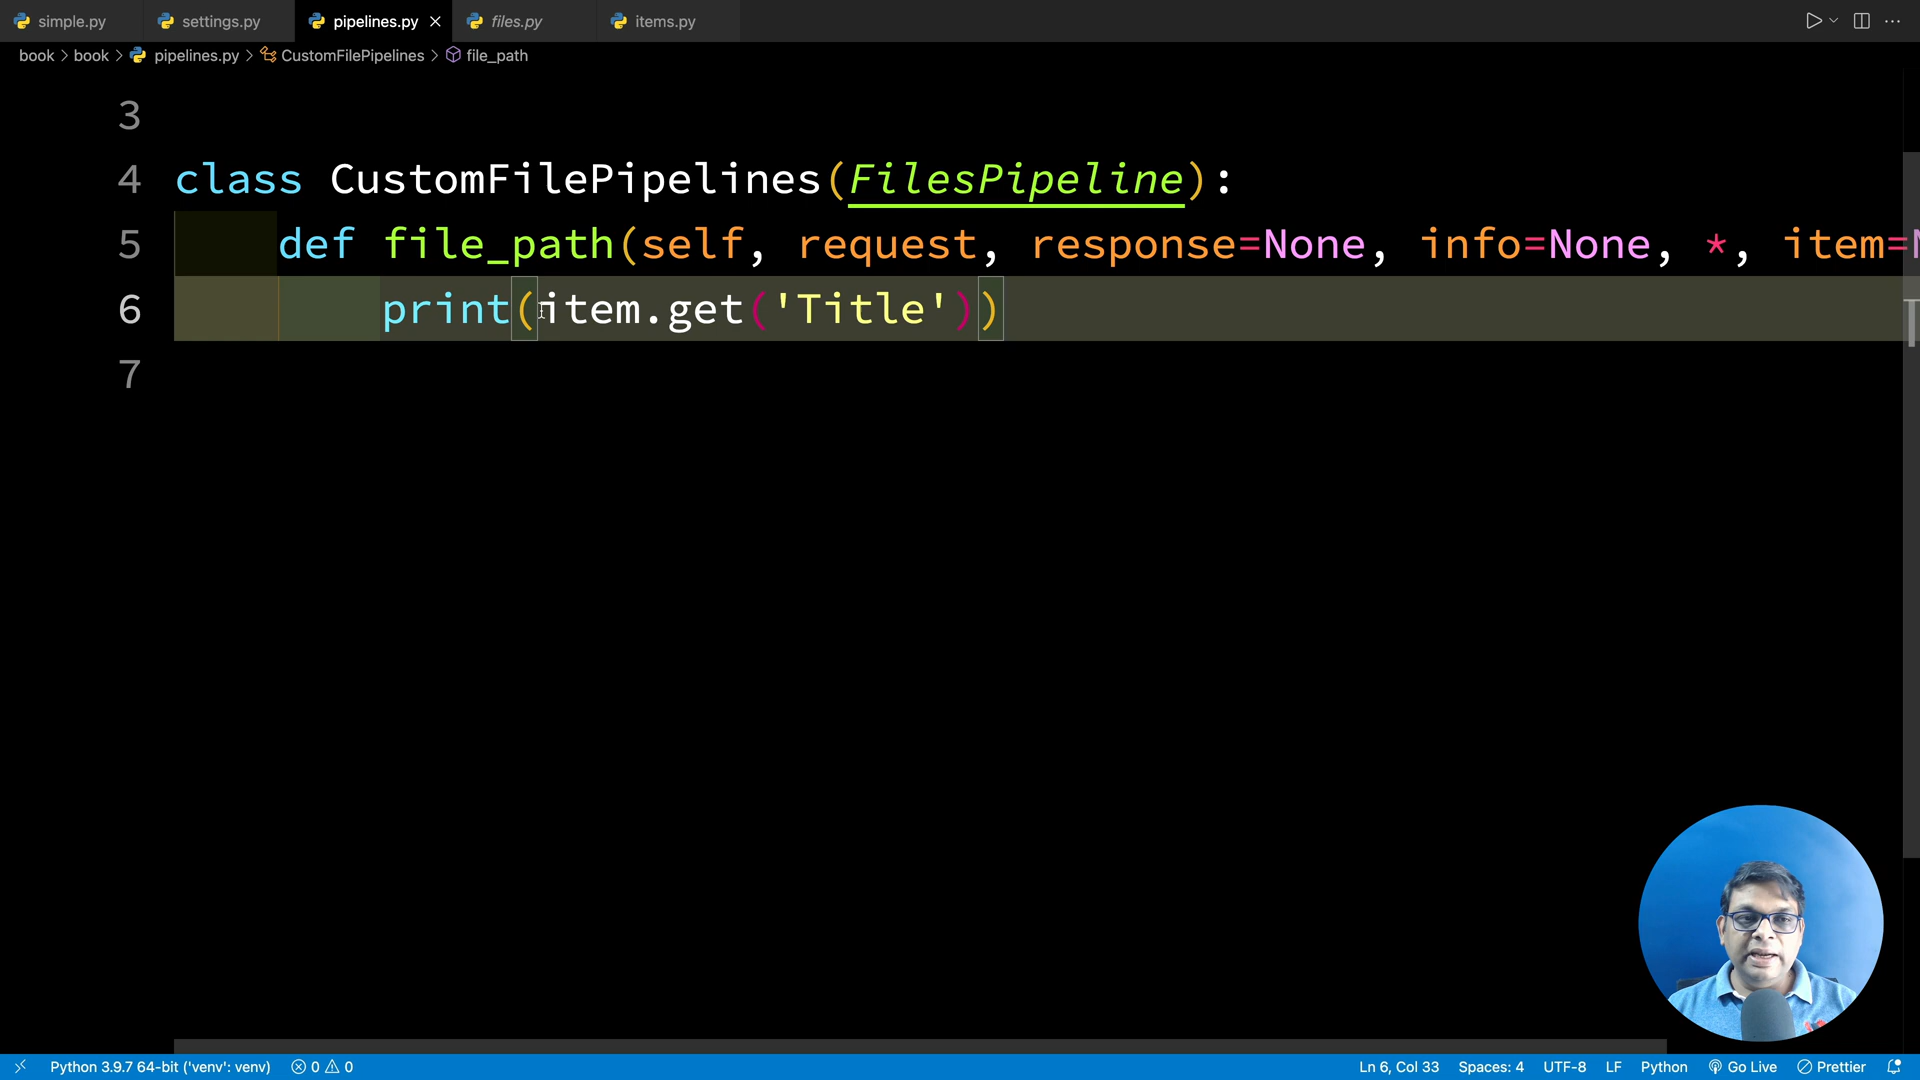 simple.py settings.py pipelines.py files.py items.py
book > book > pipelines.py > CustomFilePipelines > file_path
3
4 class CustomFilePipelines(FilesPipeline):
5 def file_path(self, request, response=None, info=None, *, item=
6 print(item.get('Title'))
7
Python 3.9.7 64-bit ('venv': venv) 0 0 Ln 6, Col 33 Spaces: 4 UTF-8 LF Python Go Live Prettier